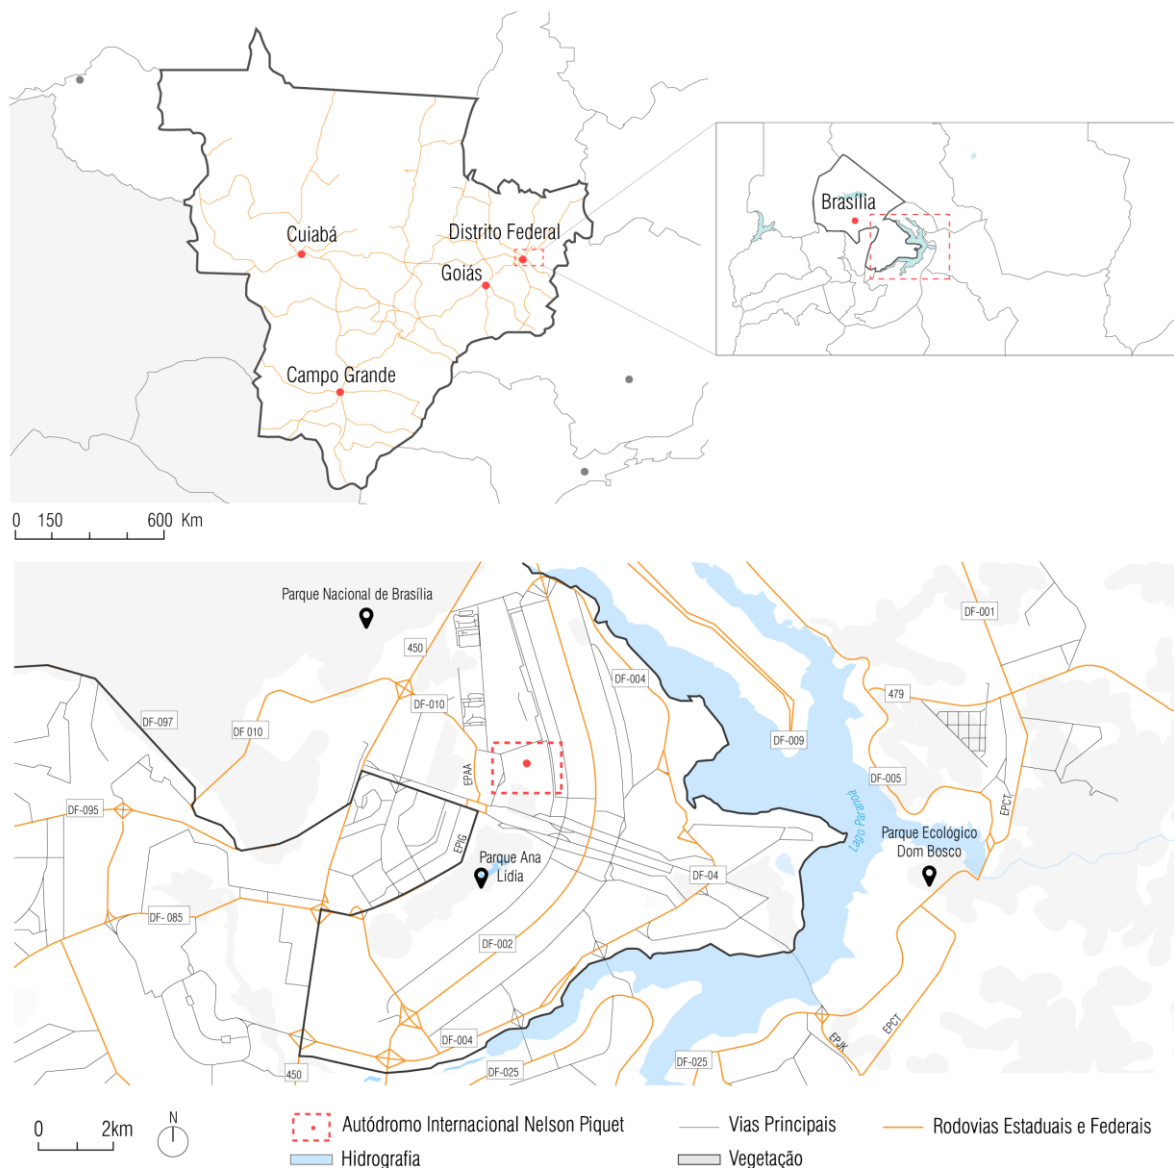 Cuiabá
Distrito Federal
Goiás
Campo Grande
Brasília
0 150 600 Km
Parque Nacional de Brasília
DF-001
450
DF-004
479
DF-010
DF-097
DF 010
DF-009
EPAA
DF-005
DF-095
EPCT
Lago Paranoá
Parque Ecológico
Dom Bosco
EPIG
Parque Ana
Lídia
DF-04
DF- 085
DF-002
DF-004
EPJK
EPCT
DF-025
DF-025
450
0 2km
N
Autódromo Internacional Nelson Piquet
Vias Principais
Rodovias Estaduais e Federais
Hidrografia
Vegetação